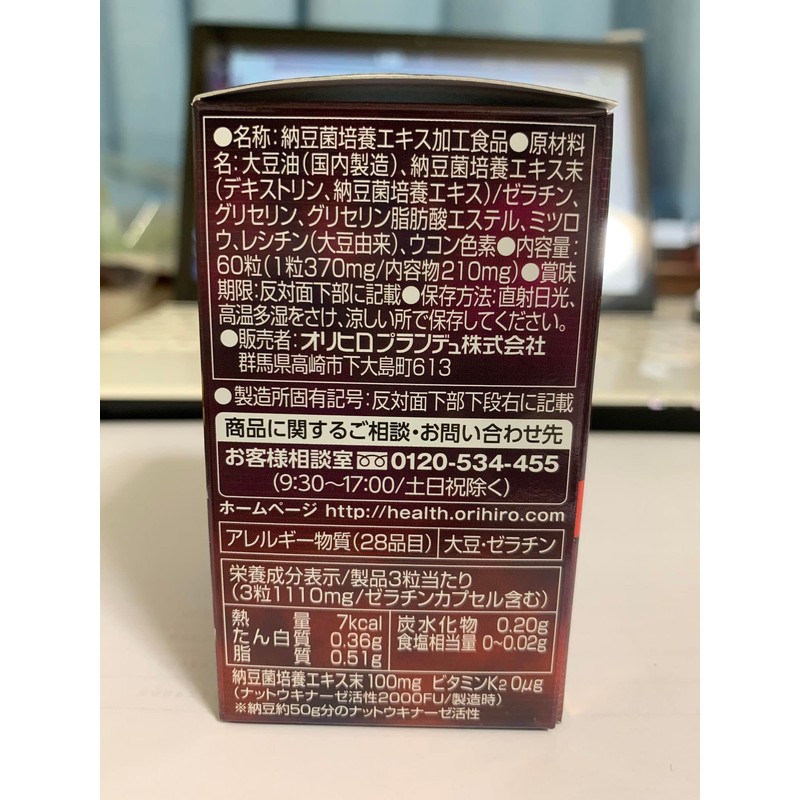 ●名称:納豆菌培養エキス加工食品●原材料
名:大豆油(国内製造)、納豆菌培養エキス末
(デキストリン、納豆菌培養エキス)/ゼラチン、
グリセリン、グリセリン脂肪酸エステル、ミツロ
ウ、レシチン(大豆由来)、ウコン色素●内容量:
60粒(1粒370mg/内容物210mg)●賞味
期限:反対面下部に記載●保存方法:直射日光、
高温多湿をさけ、涼しい所で保存してください。
●販売者:オリヒロプランデュ株式会社
群馬県高崎市下大島町613
●製造所固有記号:反対面下部下段右に記載
商品に関するご相談・お問い合わせ先
お客様相談室 0120-534-455
(9:30〜17:00/土日祝除く)
ホームページ http://health.orihiro.com
アレルギー物質(28品目) 大豆・ゼラチン
栄養成分表示/製品3粒当たり
(3粒1110mg/ゼラチンカプセル含む)
熱量 7kcal 炭水化物 0.20g
たん白質 0.36g 食塩相当量 0~0.02g
脂質 0.51g
納豆菌培養エキス末 100mg ビタミンK2 0μg
(ナットウキナーゼ活性2000FU/製造時)
※納豆約50g分のナットウキナーゼ活性